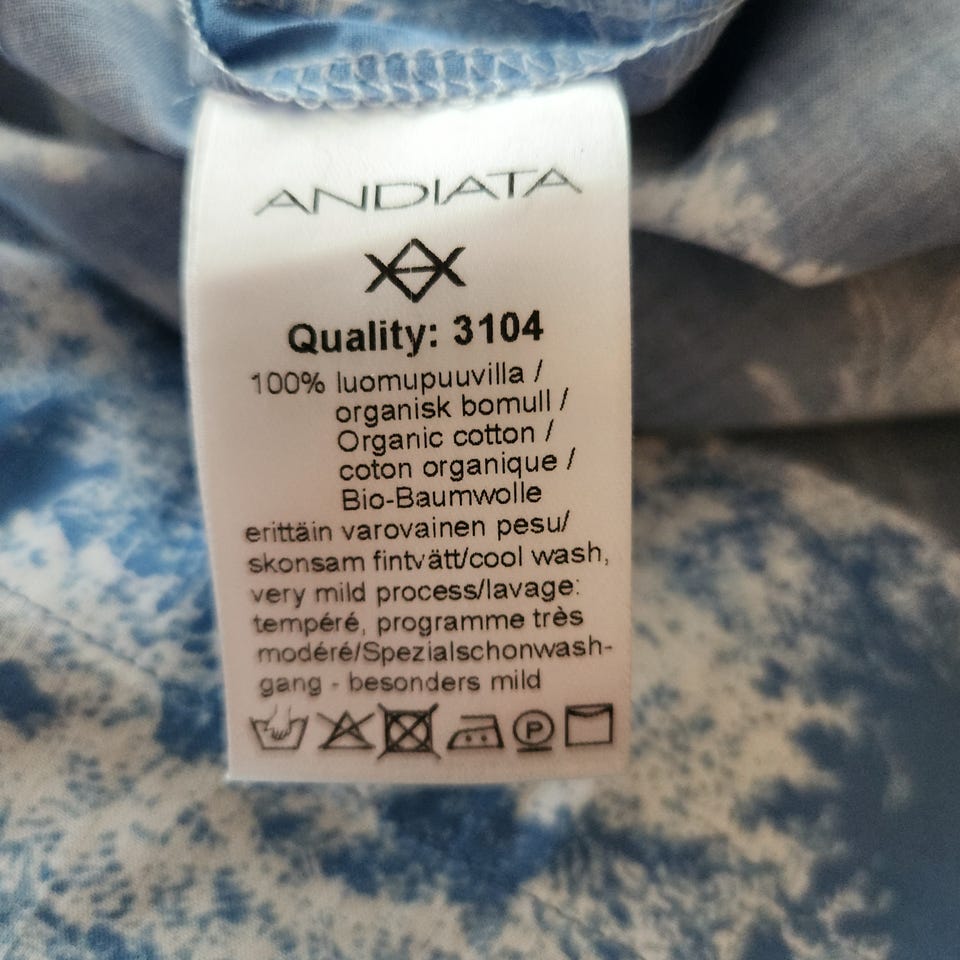 ANDIATA
Quality: 3104
100% luomupuuvilla /
organisk bomull /
Organic cotton /
coton organique /
Bio-Baumwolle
erittäin varovainen pesu/
skonsam fintvätt/cool wash,
very mild process/lavage:
tempéré, programme très
modéré/Spezialschonwash-
gang - besonders mild
P